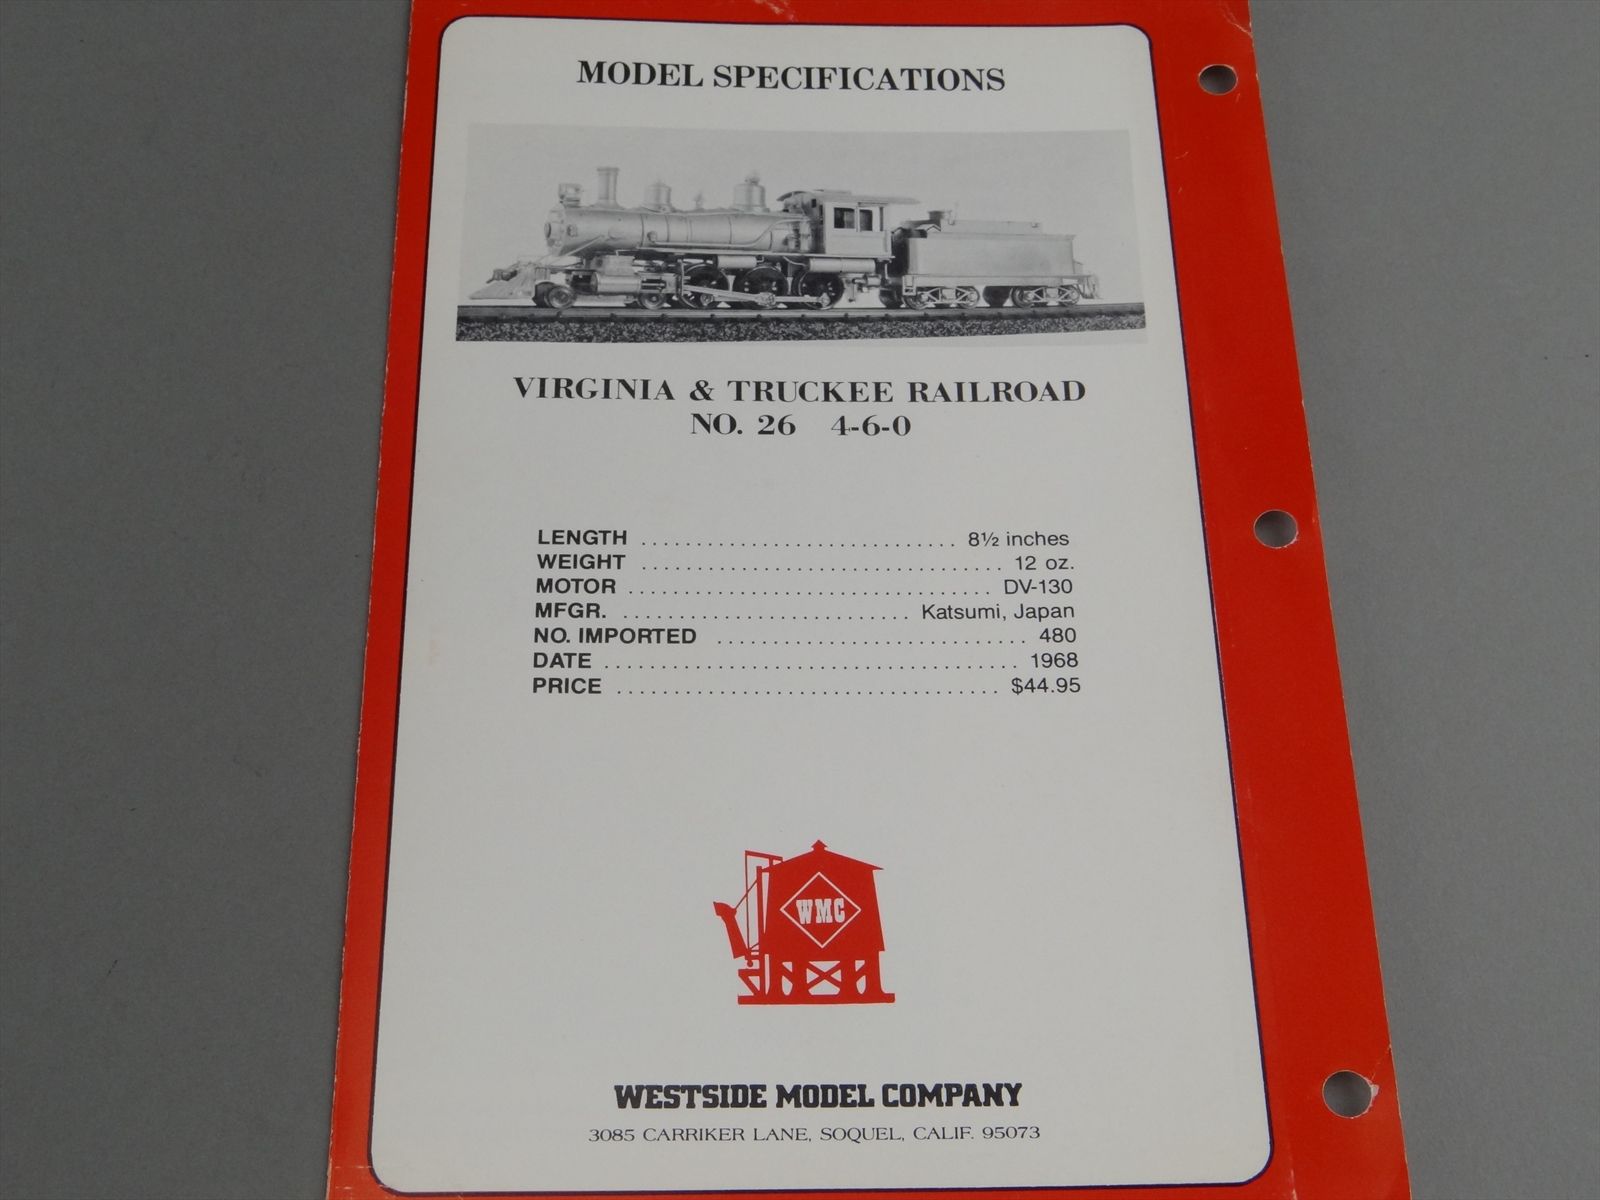 MODEL SPECIFICATIONS
VIRGINIA & TRUCKEE RAILROAD
NO. 26 4-6-0
LENGTH ............................. 8½ inches
WEIGHT ................................. 12 oz.
MOTOR ................................. DV-130
MFGR. .......................... Katsumi, Japan
NO. IMPORTED ............................ 480
DATE ...................................... 1968
PRICE ................................... $44.95
WMC
WESTSIDE MODEL COMPANY
3085 CARRIKER LANE, SOQUEL, CALIF. 95073